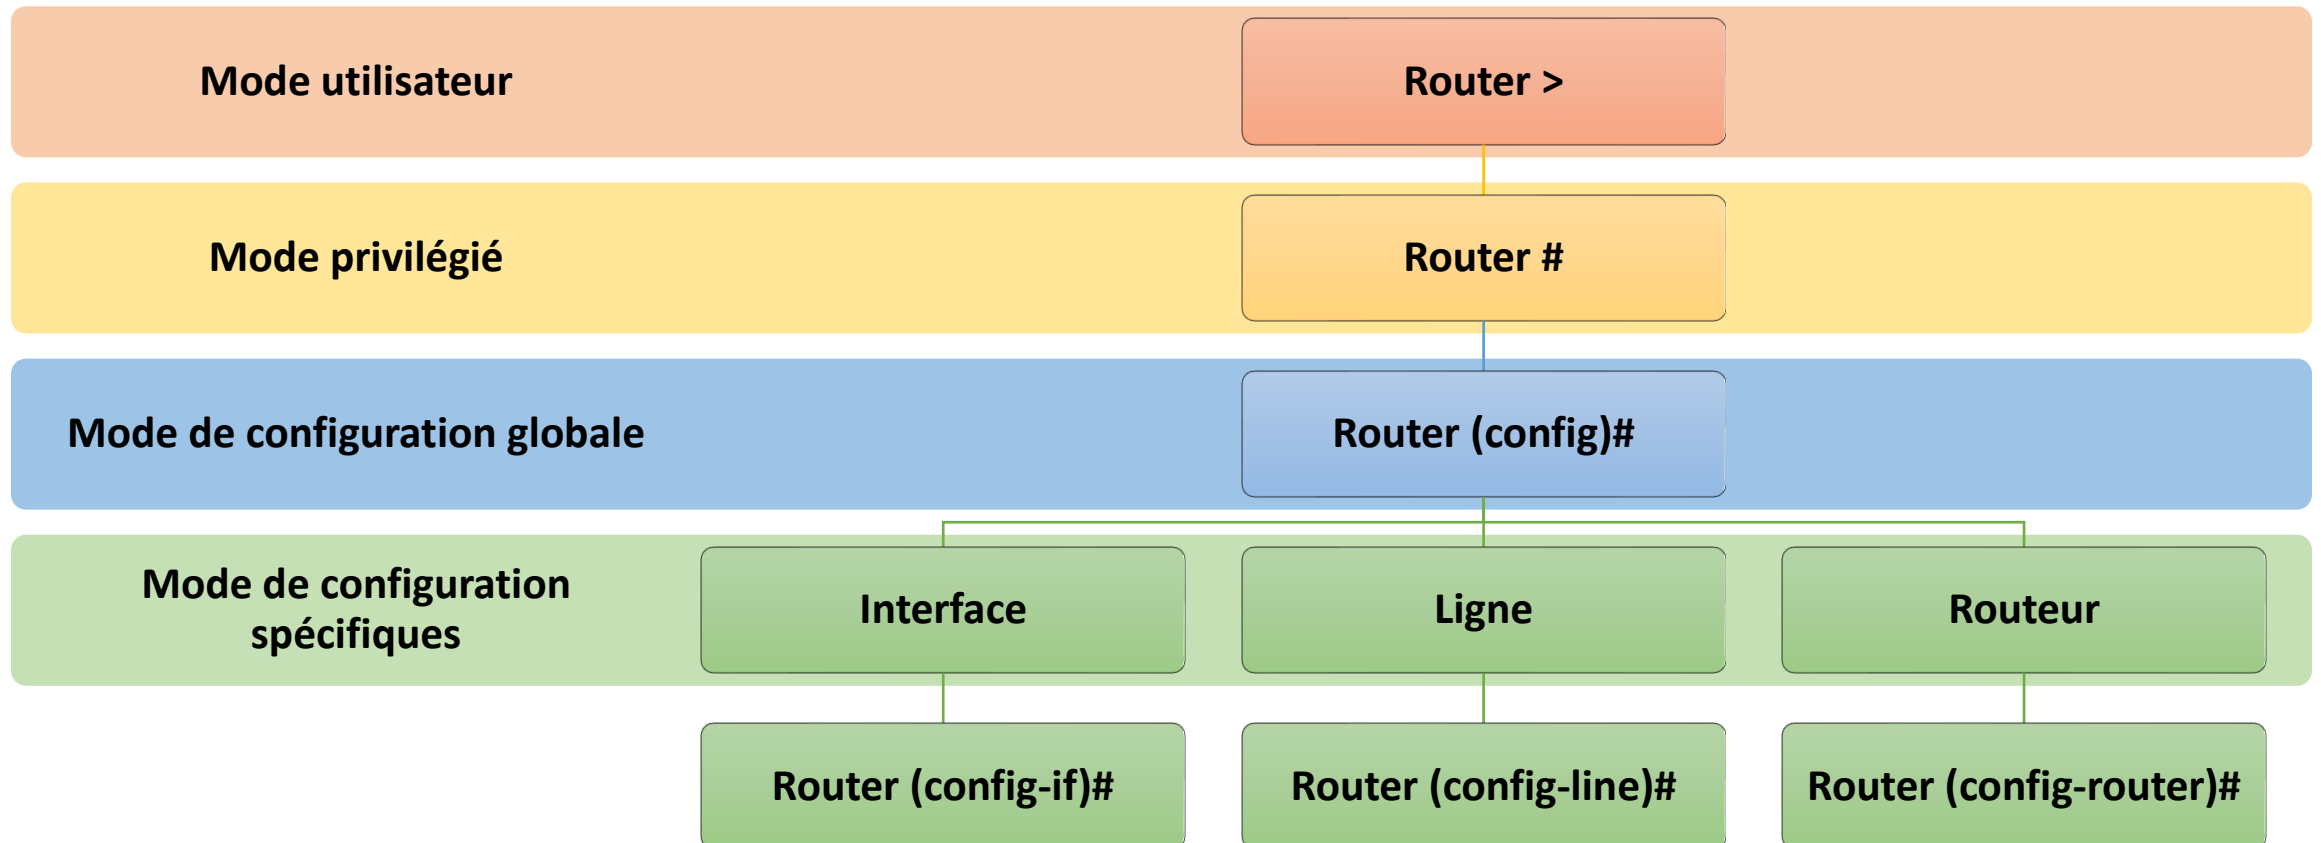 Mode utilisateur
Router >
Mode privilégié
Router #
Mode de configuration globale
Router (config)#
Mode de configuration
spécifiques
Interface
Ligne
Routeur
Router (config-if)#
Router (config-line)#
Router (config-router)#